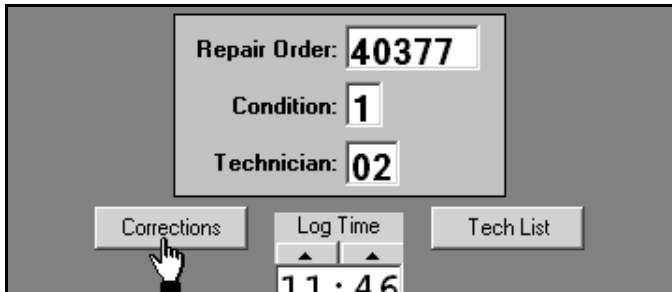 Repair Order: 40377
Condition: 1
Technician: 02
Corrections Log Time Tech List
11:46